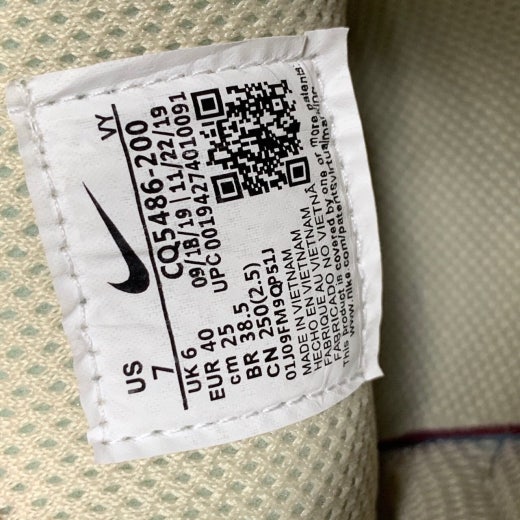 US
7
VY
UK 6
EUR 40
cm 25
BR 38.5
CN 250(2.5)
CQ5486-200
09/18/19 | 11/22/19
UPC 00194274010091
01J09FM9QP51J
MADE IN VIETNAM
HECHO EN VIETNAM
FABRIQUE AU VIETNAM
FABRICADO NO VIETNÃ
This product is covered by one or more patents
www.nike.com/patents